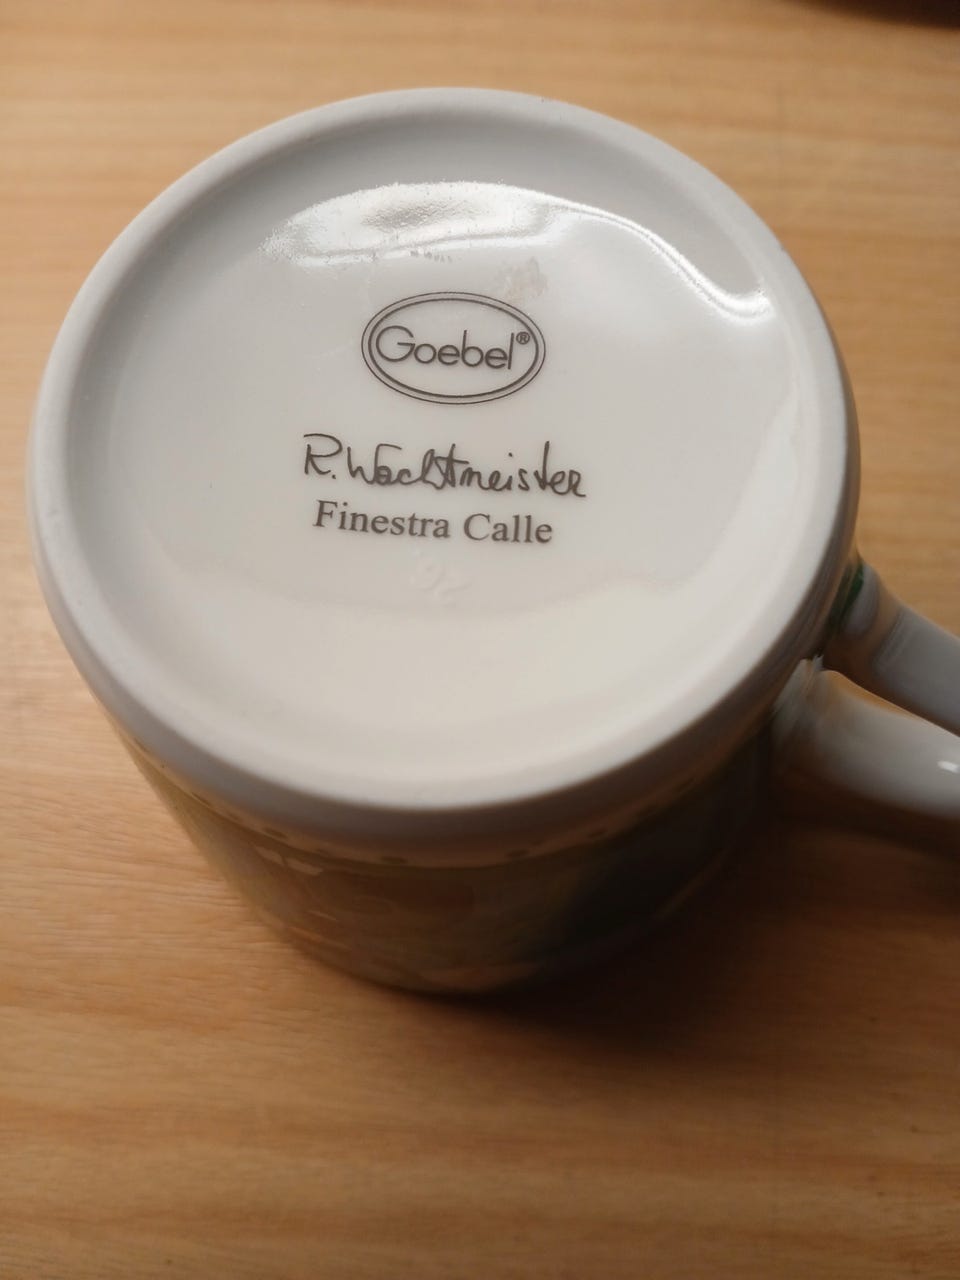 Goebel®
R. Wachtmeister
Finestra Calle